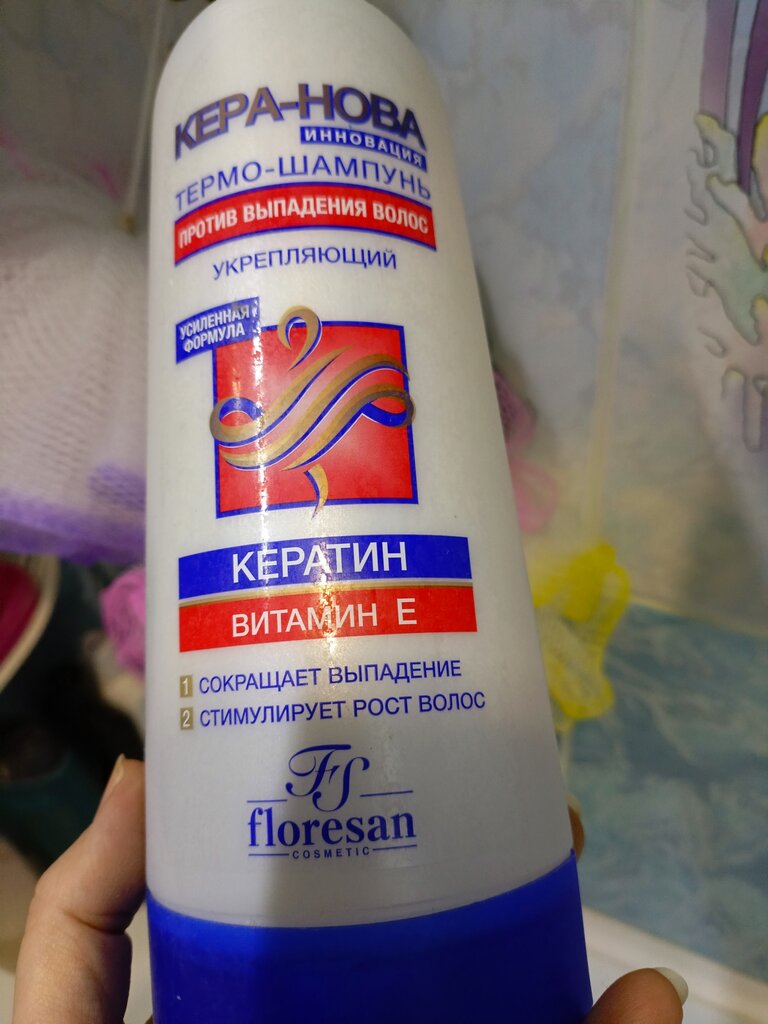 КЕРА-НОВА
ИННОВАЦИЯ
ТЕРМО-ШАМПУНЬ
ПРОТИВ ВЫПАДЕНИЯ ВОЛОС
УКРЕПЛЯЮЩИЙ
УСИЛЕННАЯ
ФОРМУЛА
КЕРАТИН
ВИТАМИН Е
1 СОКРАЩАЕТ ВЫПАДЕНИЕ
2 СТИМУЛИРУЕТ РОСТ ВОЛОС
FS
floresan
COSMETIC